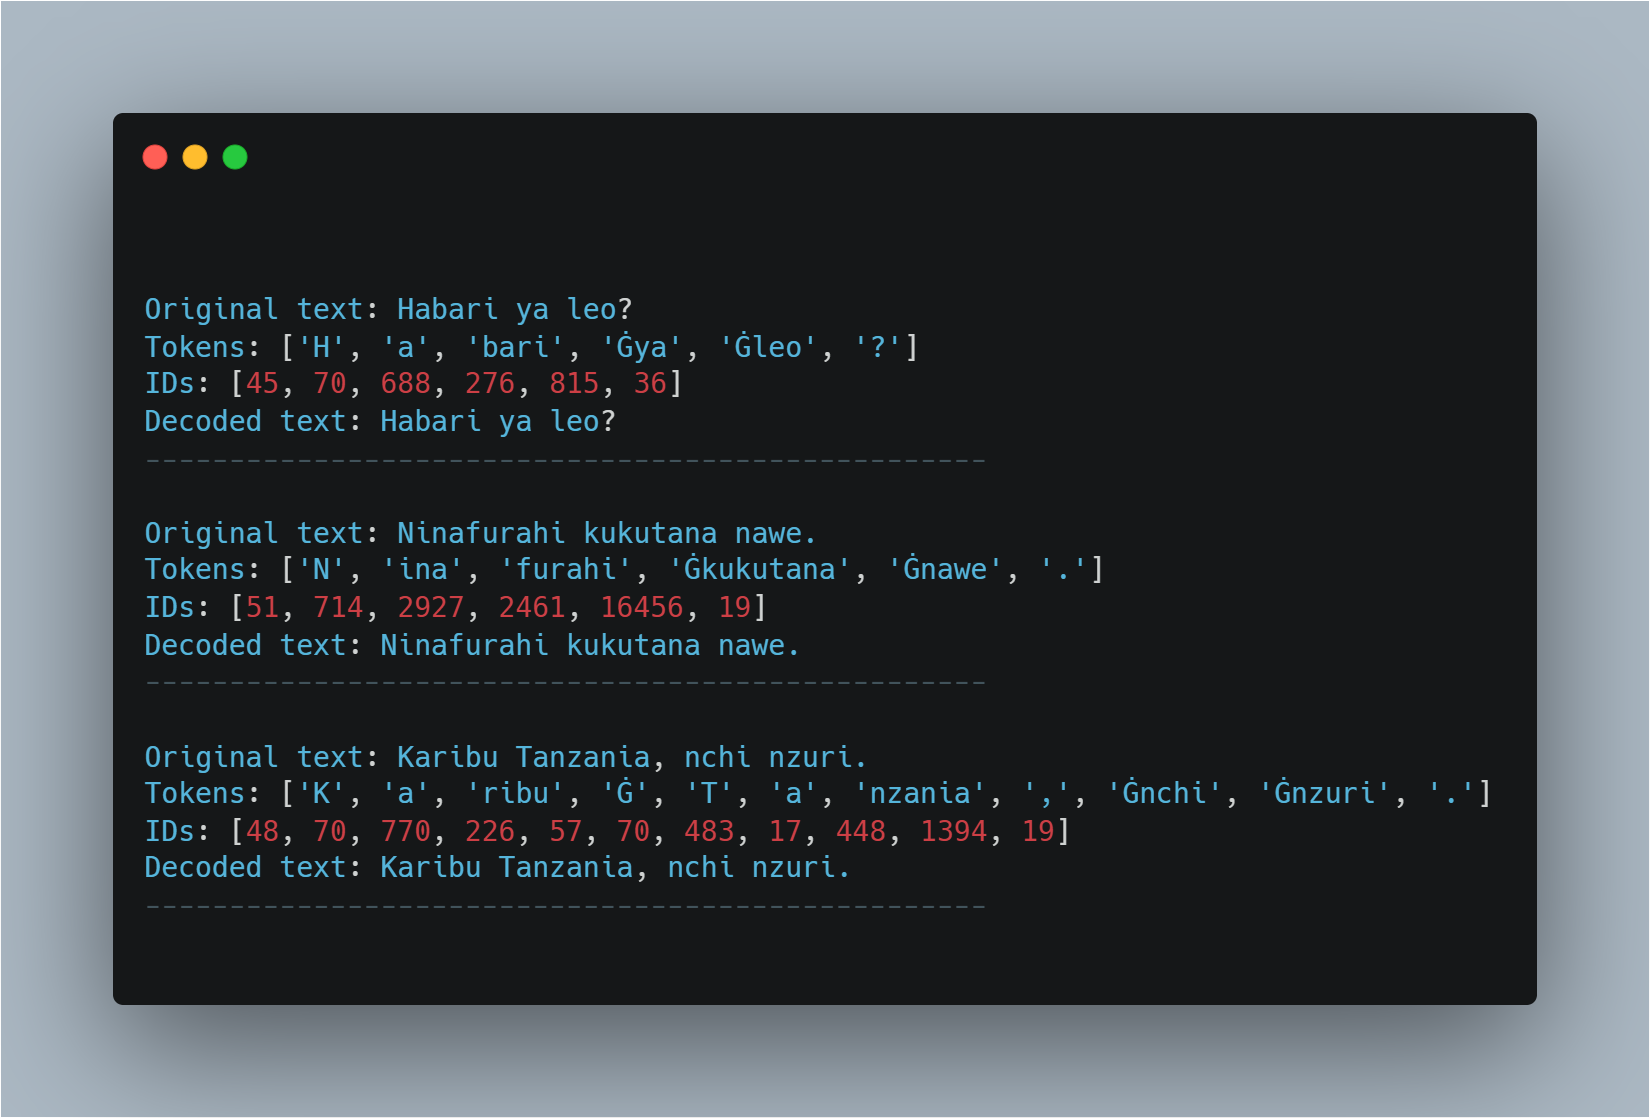 Original text: Habari ya leo?
Tokens: ['H', 'a', 'bari', 'Ġya', 'Ġleo', '?']
IDs: [45, 70, 688, 276, 815, 36]
Decoded text: Habari ya leo?
--------------------------------------------------
Original text: Ninafurahi kukutana nawe.
Tokens: ['N', 'ina', 'furahi', 'Ġkukutana', 'Ġnawe', '.']
IDs: [51, 714, 2927, 2461, 16456, 19]
Decoded text: Ninafurahi kukutana nawe.
--------------------------------------------------
Original text: Karibu Tanzania, nchi nzuri.
Tokens: ['K', 'a', 'ribu', 'Ġ', 'T', 'a', 'nzania', ',', 'Ġnchi', 'Ġnzuri', '.']
IDs: [48, 70, 770, 226, 57, 70, 483, 17, 448, 1394, 19]
Decoded text: Karibu Tanzania, nchi nzuri.
--------------------------------------------------